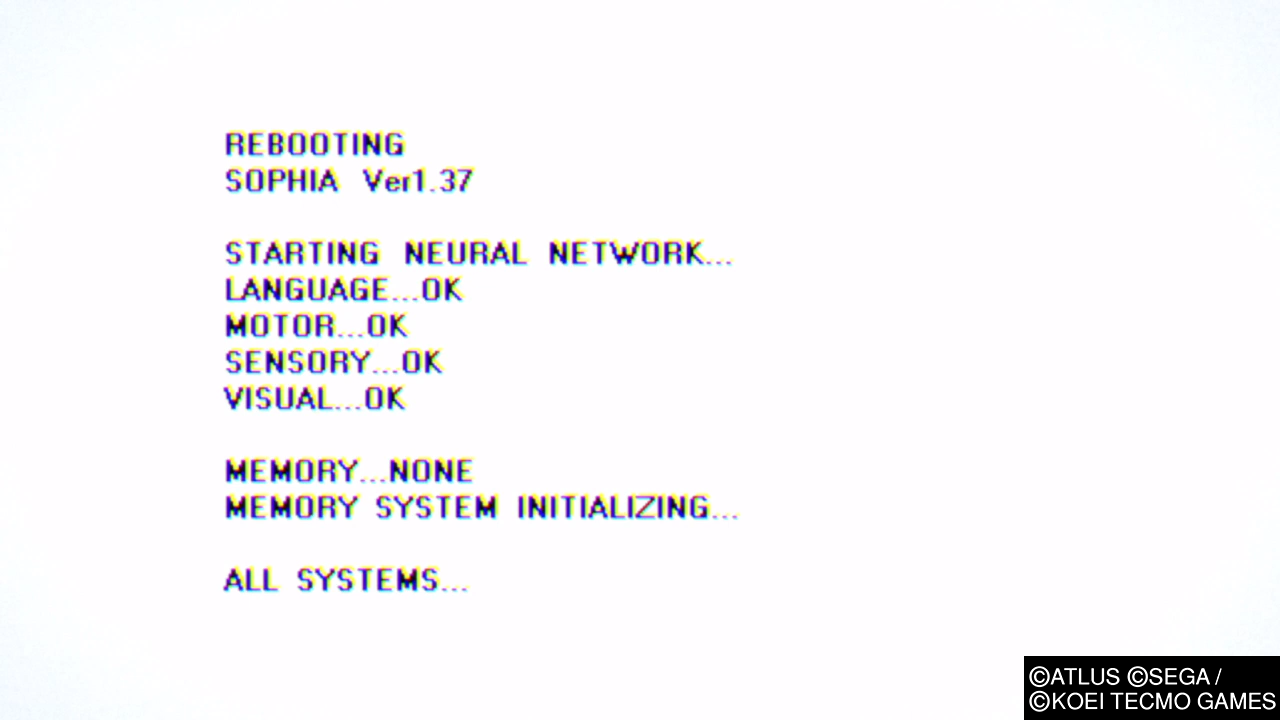 REBOOTING
SOPHIA Ver1.37
STARTING NEURAL NETWORK...
LANGUAGE...OK
MOTOR...OK
SENSORY...OK
VISUAL...OK
MEMORY...NONE
MEMORY SYSTEM INITIALIZING...
ALL SYSTEMS...
©ATLUS ©SEGA /
©KOEI TECMO GAMES